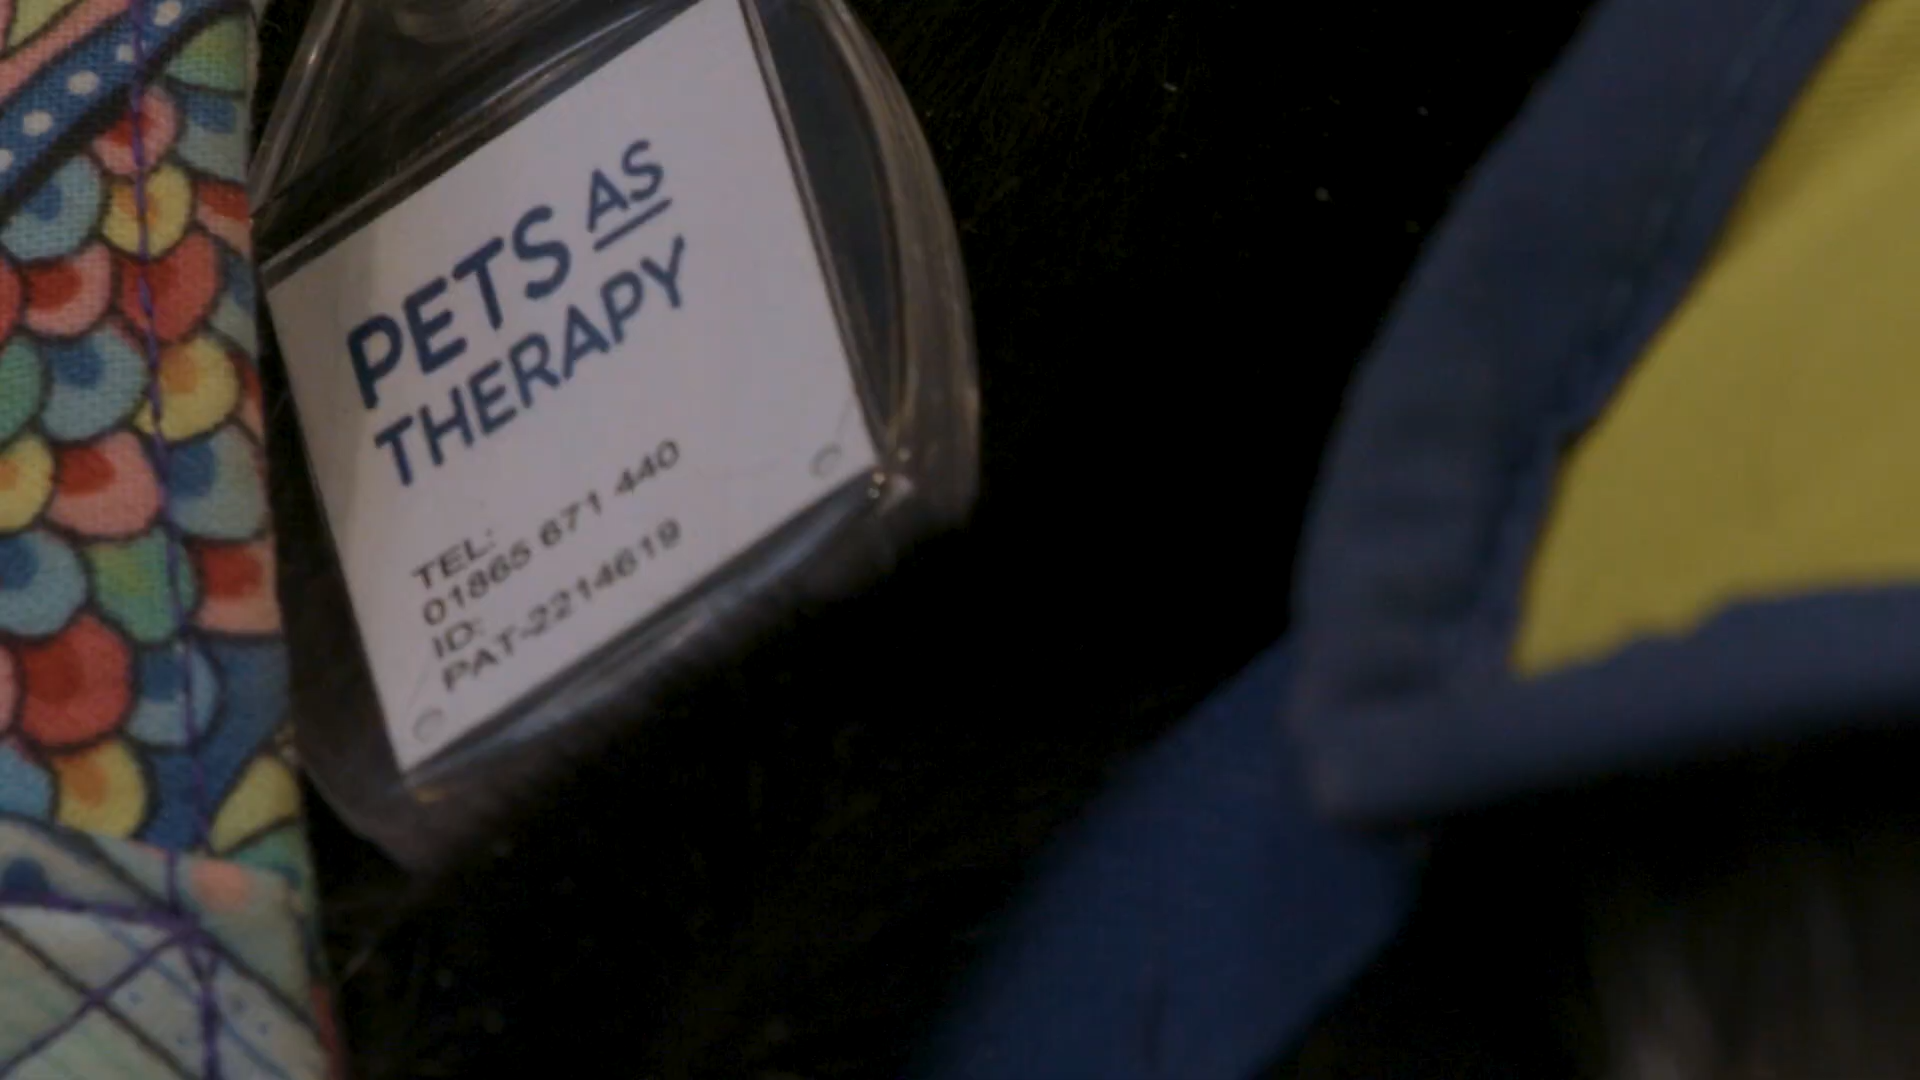 PETS AS
THERAPY
TEL:
01865 671 440
ID:
PAT-2214619